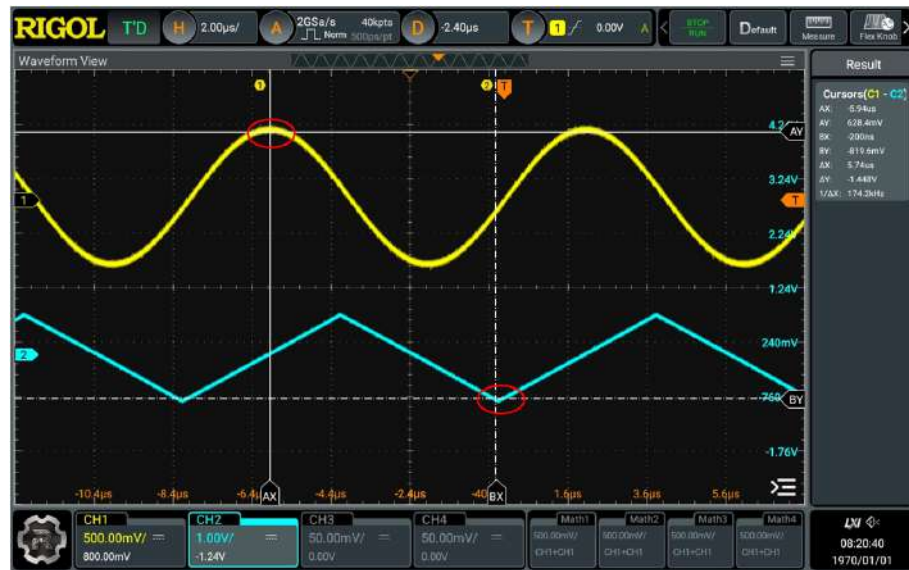 RIGOL T'D H 2.00μs/ A 2GSa/s 40kpts Norm 500ps/pt D -2.40μs T 1 0.00V A STOP RUN Default Measure Flex Knob
Waveform View
Result
1 2 T
Cursors(C1 - C2)
AX: -5.94us
AY: 628.4mV
BX: -200ns
BY: -819.6mV
ΔX: 5.74us
ΔY: -1.448V
1/ΔX: 174.2kHz
AY
3.24V
1 T
2.24V
1.24V
2 240mV
BY
-1.76V
-10.4μs -8.4μs AX -4.4μs -2.4μs BX 1.6μs 3.6μs 5.6μs
CH1 CH2 CH3 CH4 Math1 Math2 Math3 Math4
500.00mV/ 1.00V/ 50.00mV/ 50.00mV/ 500.00mV/ 500.00mV/ 500.00mV/ 500.00mV/
800.00mV -1.24V 0.00V 0.00V CH1+CH1 CH1+CH1 CH1+CH1 CH1+CH1
LXI
08:20:40
1970/01/01